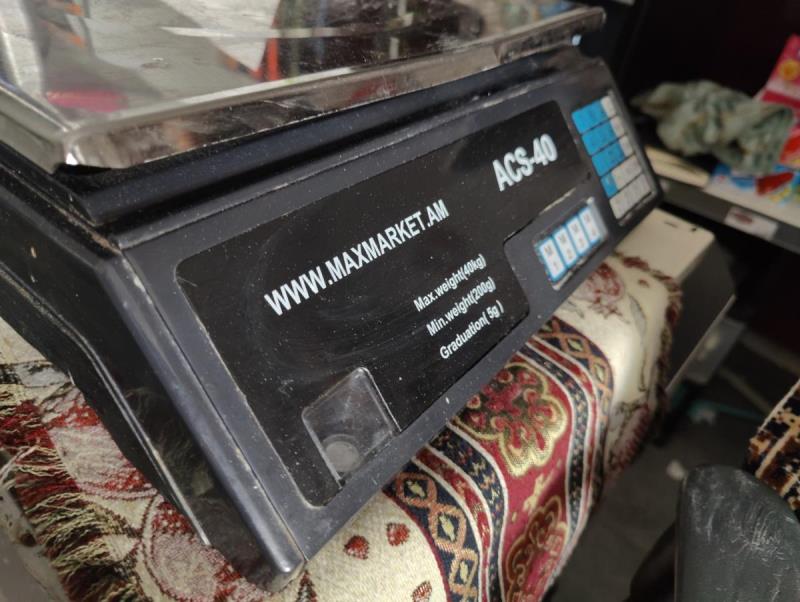 ACS-40
WWW.MAXMARKET.AM
Max.weight(40kg)
Min.weight(200g)
Graduation( 5g )